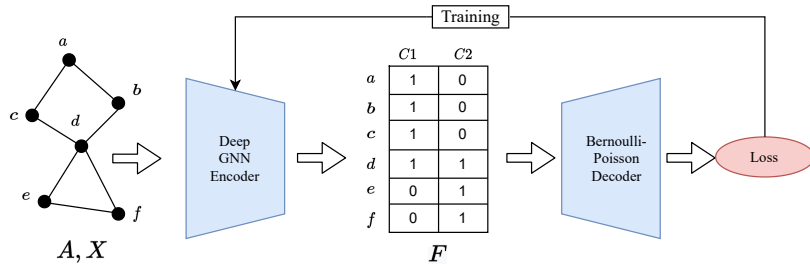 Training
a
b
c
d
e
f
A, X
Deep
GNN
Encoder
C1 C2
a 1 0
b 1 0
c 1 0
d 1 1
e 0 1
f 0 1
F
Bernoulli-
Poisson
Decoder
Loss